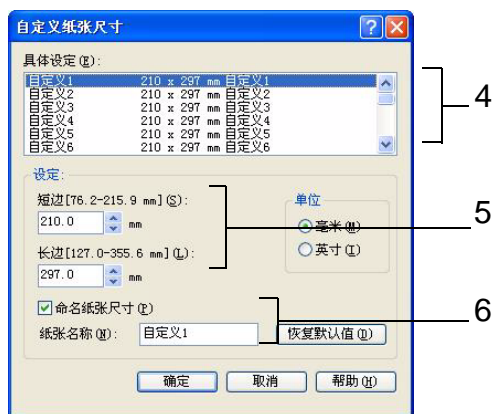 自定义纸张尺寸
具体设定(E):
自定义1 210 x 297 mm 自定义1
自定义2 210 x 297 mm 自定义2
自定义3 210 x 297 mm 自定义3
自定义4 210 x 297 mm 自定义4
自定义5 210 x 297 mm 自定义5
自定义6 210 x 297 mm 自定义6
4
设定:
短边[76.2-215.9 mm](S):
210.0 mm
长边[127.0-355.6 mm](L):
297.0 mm
单位
毫米(M)
英寸(I)
5
命名纸张尺寸(P)
纸张名称(N): 自定义1
恢复默认值(D)
6
确定 取消 帮助(H)